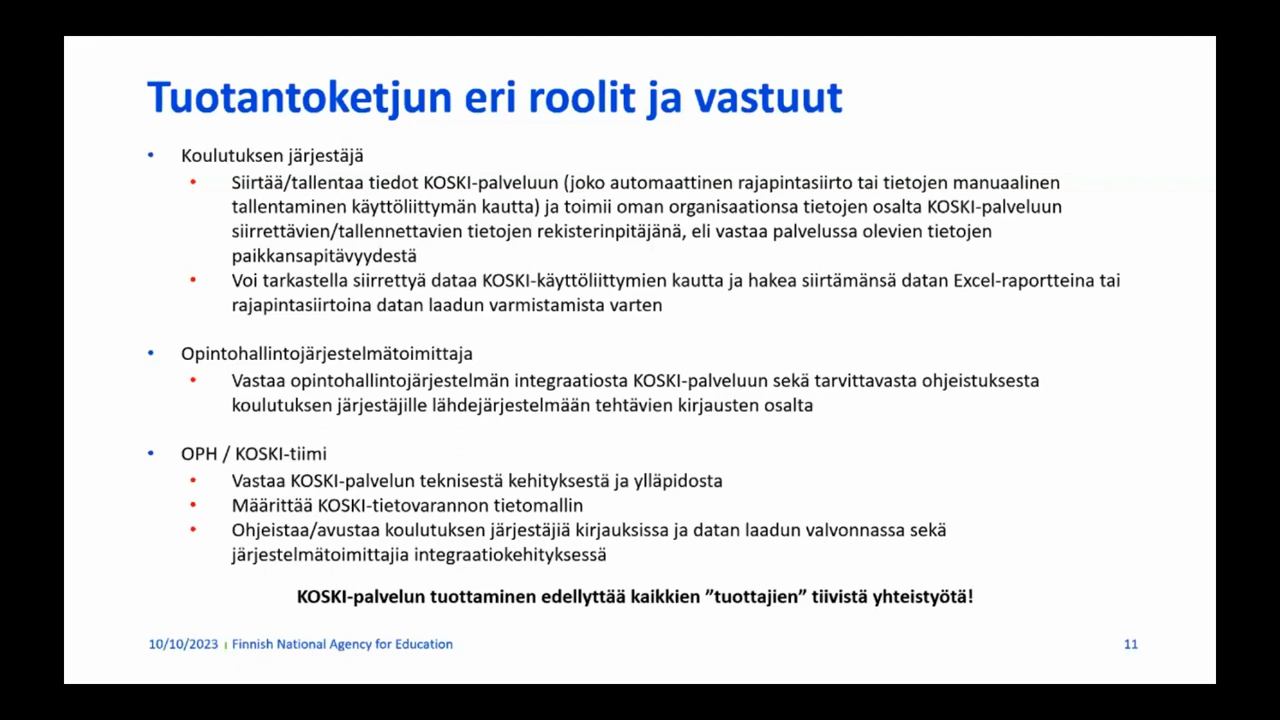 Tuotantoketjun eri roolit ja vastuut
• Koulutuksen järjestäjä
• Siirtää/tallentaa tiedot KOSKI-palveluun (joko automaattinen rajapintasiirto tai tietojen manuaalinen
tallentaminen käyttöliittymän kautta) ja toimii oman organisaationsa tietojen osalta KOSKI-palveluun
siirrettävien/tallennettavien tietojen rekisterinpitäjänä, eli vastaa palvelussa olevien tietojen
paikkansapitävyydestä
• Voi tarkastella siirrettyä dataa KOSKI-käyttöliittymien kautta ja hakea siirtämänsä datan Excel-raportteina tai
rajapintasiirtoina datan laadun varmistamista varten
• Opintohallintojärjestelmätoimittaja
• Vastaa opintohallintojärjestelmän integraatiosta KOSKI-palveluun sekä tarvittavasta ohjeistuksesta
koulutuksen järjestäjille lähdejärjestelmään tehtävien kirjausten osalta
• OPH / KOSKI-tiimi
• Vastaa KOSKI-palvelun teknisestä kehityksestä ja ylläpidosta
• Määrittää KOSKI-tietovarannon tietomallin
• Ohjeistaa/avustaa koulutuksen järjestäjiä kirjauksissa ja datan laadun valvonnassa sekä
järjestelmätoimittajia integraatiokehityksessä
KOSKI-palvelun tuottaminen edellyttää kaikkien ”tuottajien” tiivistä yhteistyötä!
10/10/2023 | Finnish National Agency for Education 11